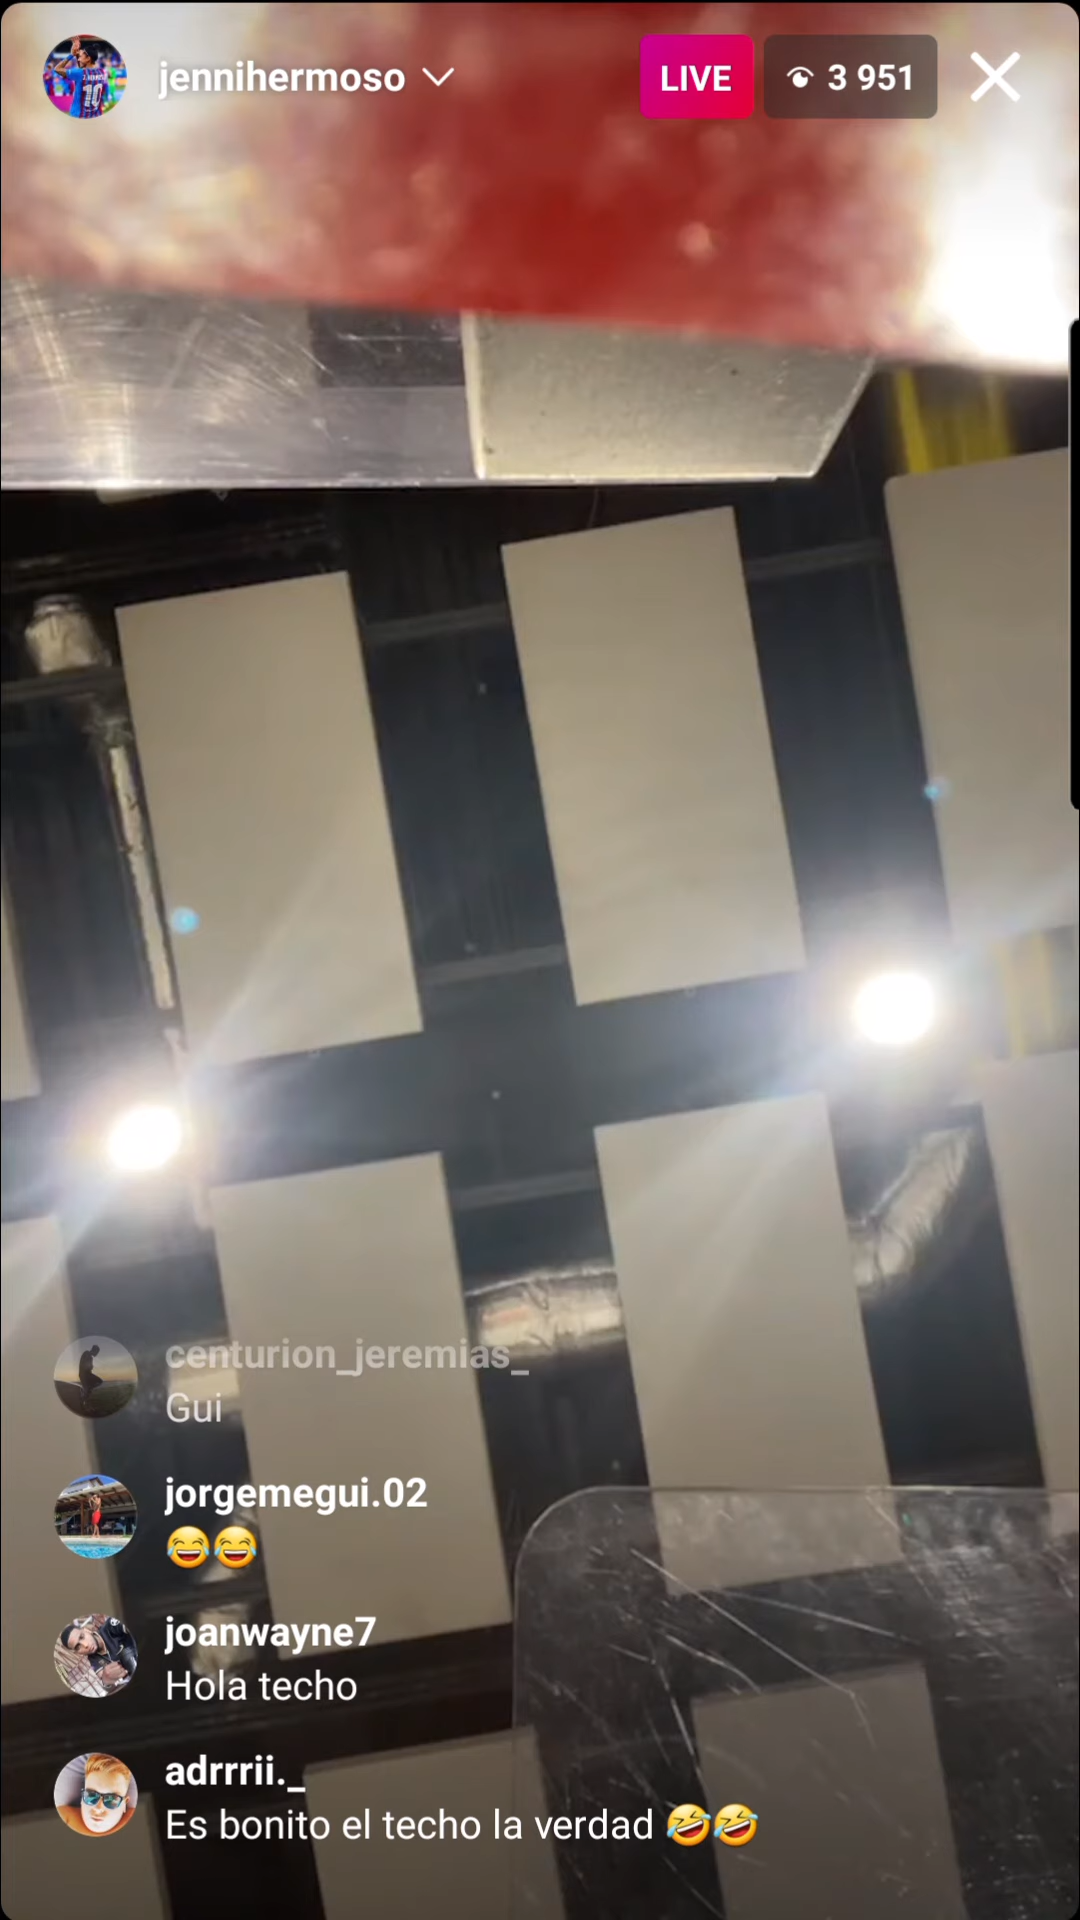 jennihermoso
LIVE
3 951
centurion_jeremias_
Gui
jorgemegui.02
😂😂
joanwayne7
Hola techo
adrrrii._
Es bonito el techo la verdad 🤣🤣